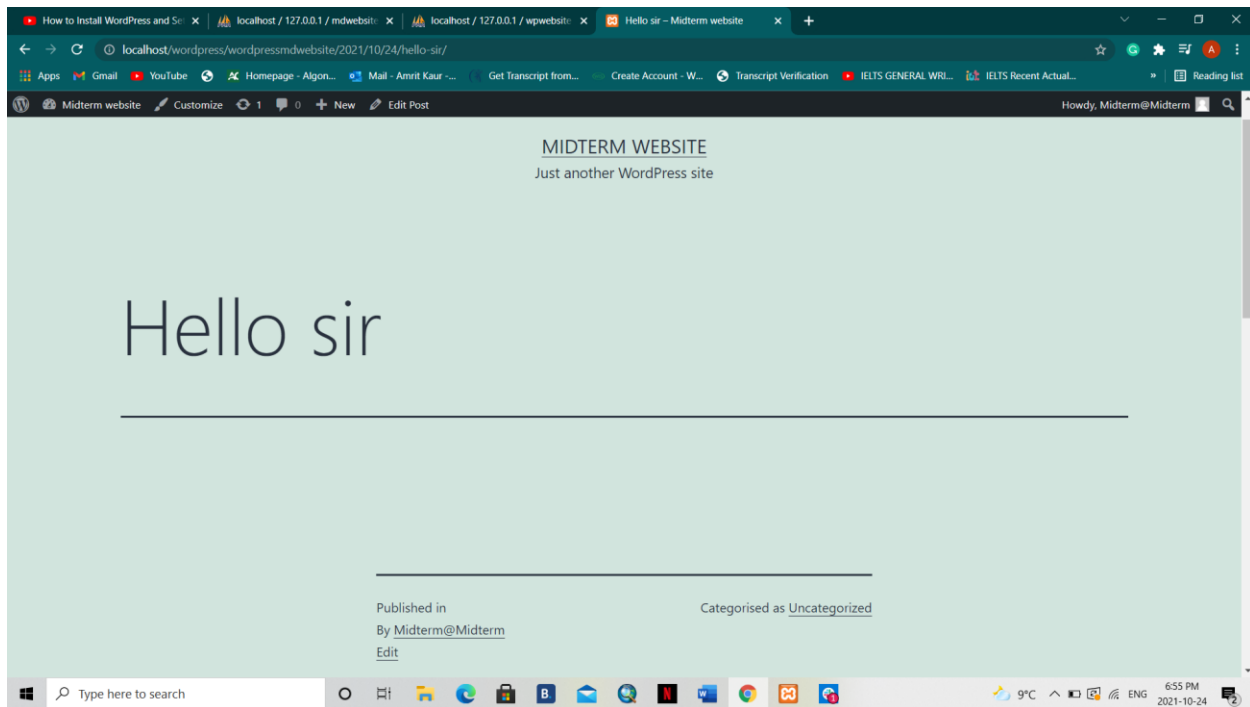 How to Install WordPress and Se
localhost / 127.0.0.1 / mdwebsite
localhost / 127.0.0.1 / wpwebsite
Hello sir – Midterm website
localhost/wordpress/wordpressmdwebsite/2021/10/24/hello-sir/
A
Apps
Gmail
YouTube
Homepage - Algon...
Mail - Amrit Kaur -...
Get Transcript from...
Create Account - W...
Transcript Verification
IELTS GENERAL WRI...
IELTS Recent Actual...
»
Reading list
Midterm website
Customize
1
0
New
Edit Post
Howdy, Midterm@Midterm
MIDTERM WEBSITE
Just another WordPress site
Hello sir
Published in
By Midterm@Midterm
Edit
Categorised as Uncategorized
Type here to search
B.
N
9°C
ENG
6:55 PM
2021-10-24
2